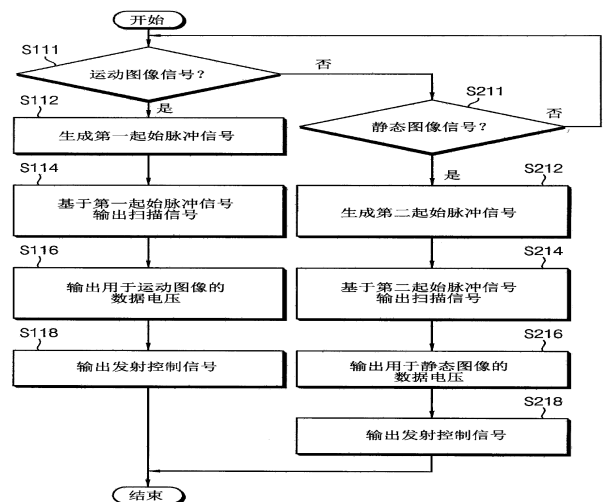 开始
S111
运动图像信号?
否
是
S112
生成第一起始脉冲信号
S114
基于第一起始脉冲信号
输出扫描信号
S116
输出用于运动图像的
数据电压
S118
输出发射控制信号
S211
静态图像信号?
否
是
S212
生成第二起始脉冲信号
S214
基于第二起始脉冲信号
输出扫描信号
S216
输出用于静态图像的
数据电压
S218
输出发射控制信号
结束